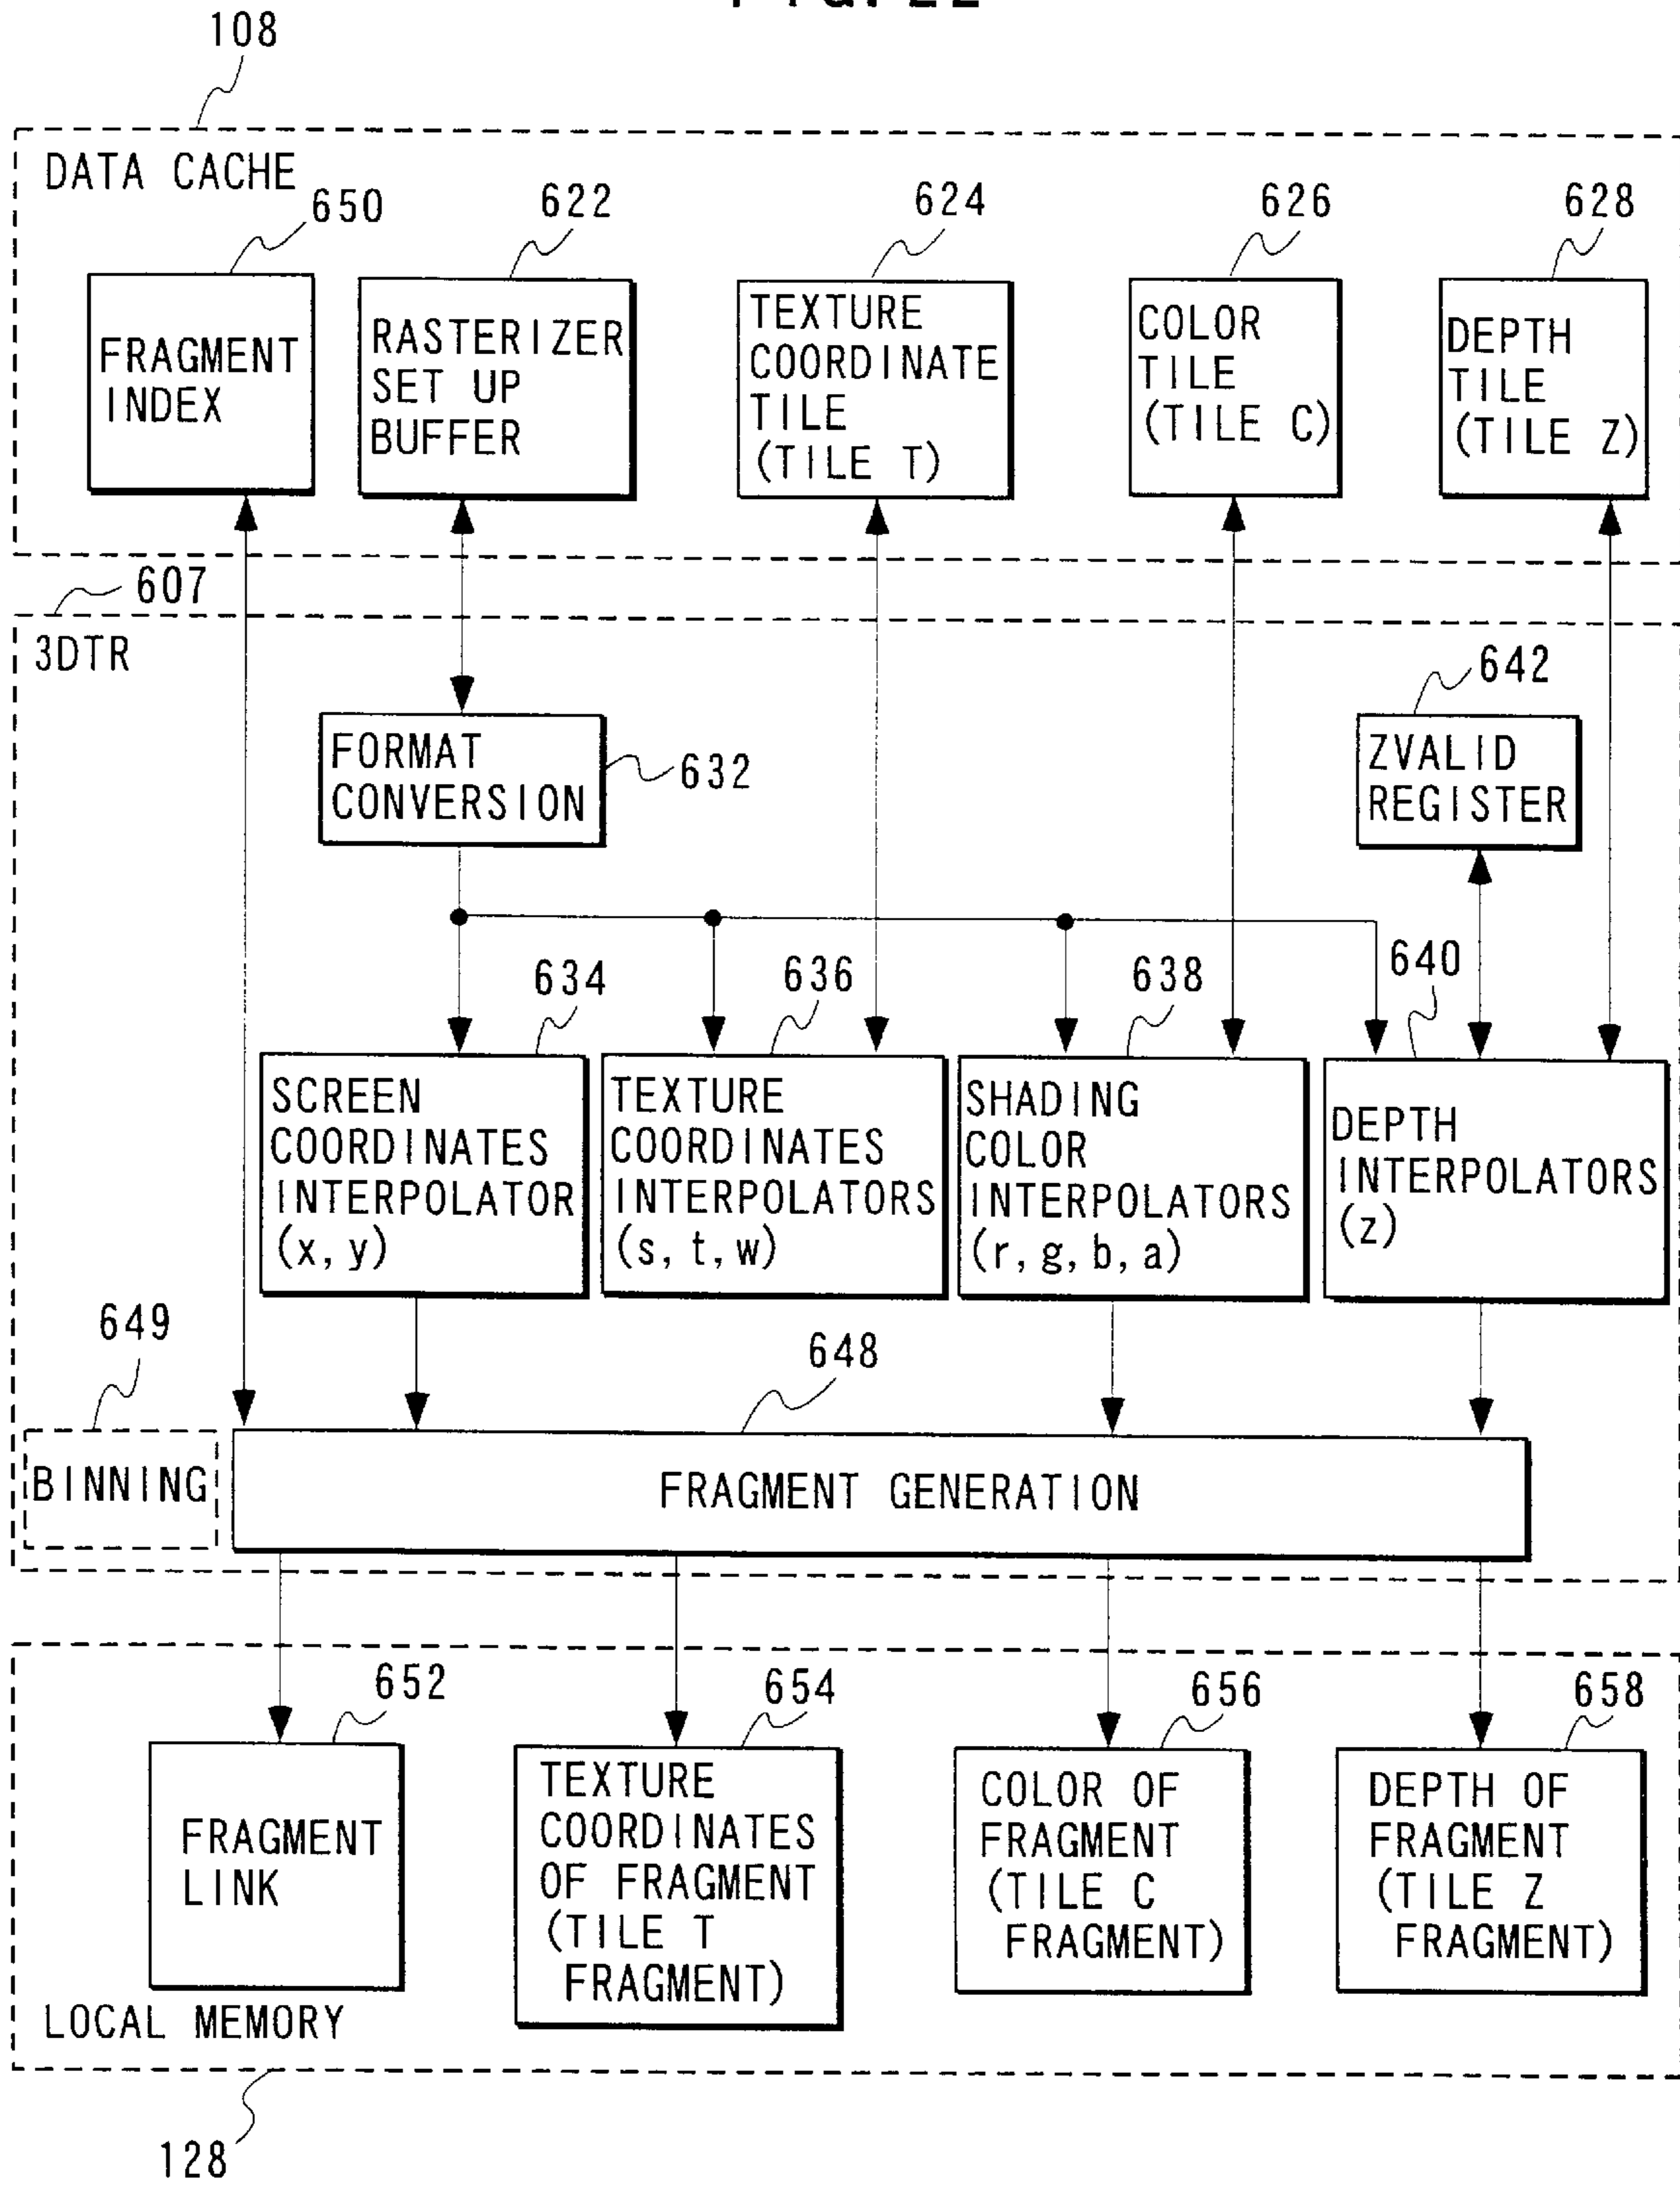 108
DATA CACHE
650
622
624
626
628
FRAGMENT
INDEX
RASTERIZER
SET UP
BUFFER
TEXTURE
COORDINATE
TILE
(TILE T)
COLOR
TILE
(TILE C)
DEPTH
TILE
(TILE Z)
607
3DTR
642
FORMAT
CONVERSION
632
ZVALID
REGISTER
634
636
638
640
SCREEN
COORDINATES
INTERPOLATOR
(x, y)
TEXTURE
COORDINATES
INTERPOLATORS
(s, t, w)
SHADING
COLOR
INTERPOLATORS
(r, g, b, a)
DEPTH
INTERPOLATORS
(z)
649
648
BINNING
FRAGMENT GENERATION
652
654
656
658
FRAGMENT
LINK
TEXTURE
COORDINATES
OF FRAGMENT
(TILE T
FRAGMENT)
COLOR OF
FRAGMENT
(TILE C
FRAGMENT)
DEPTH OF
FRAGMENT
(TILE Z
FRAGMENT)
LOCAL MEMORY
128